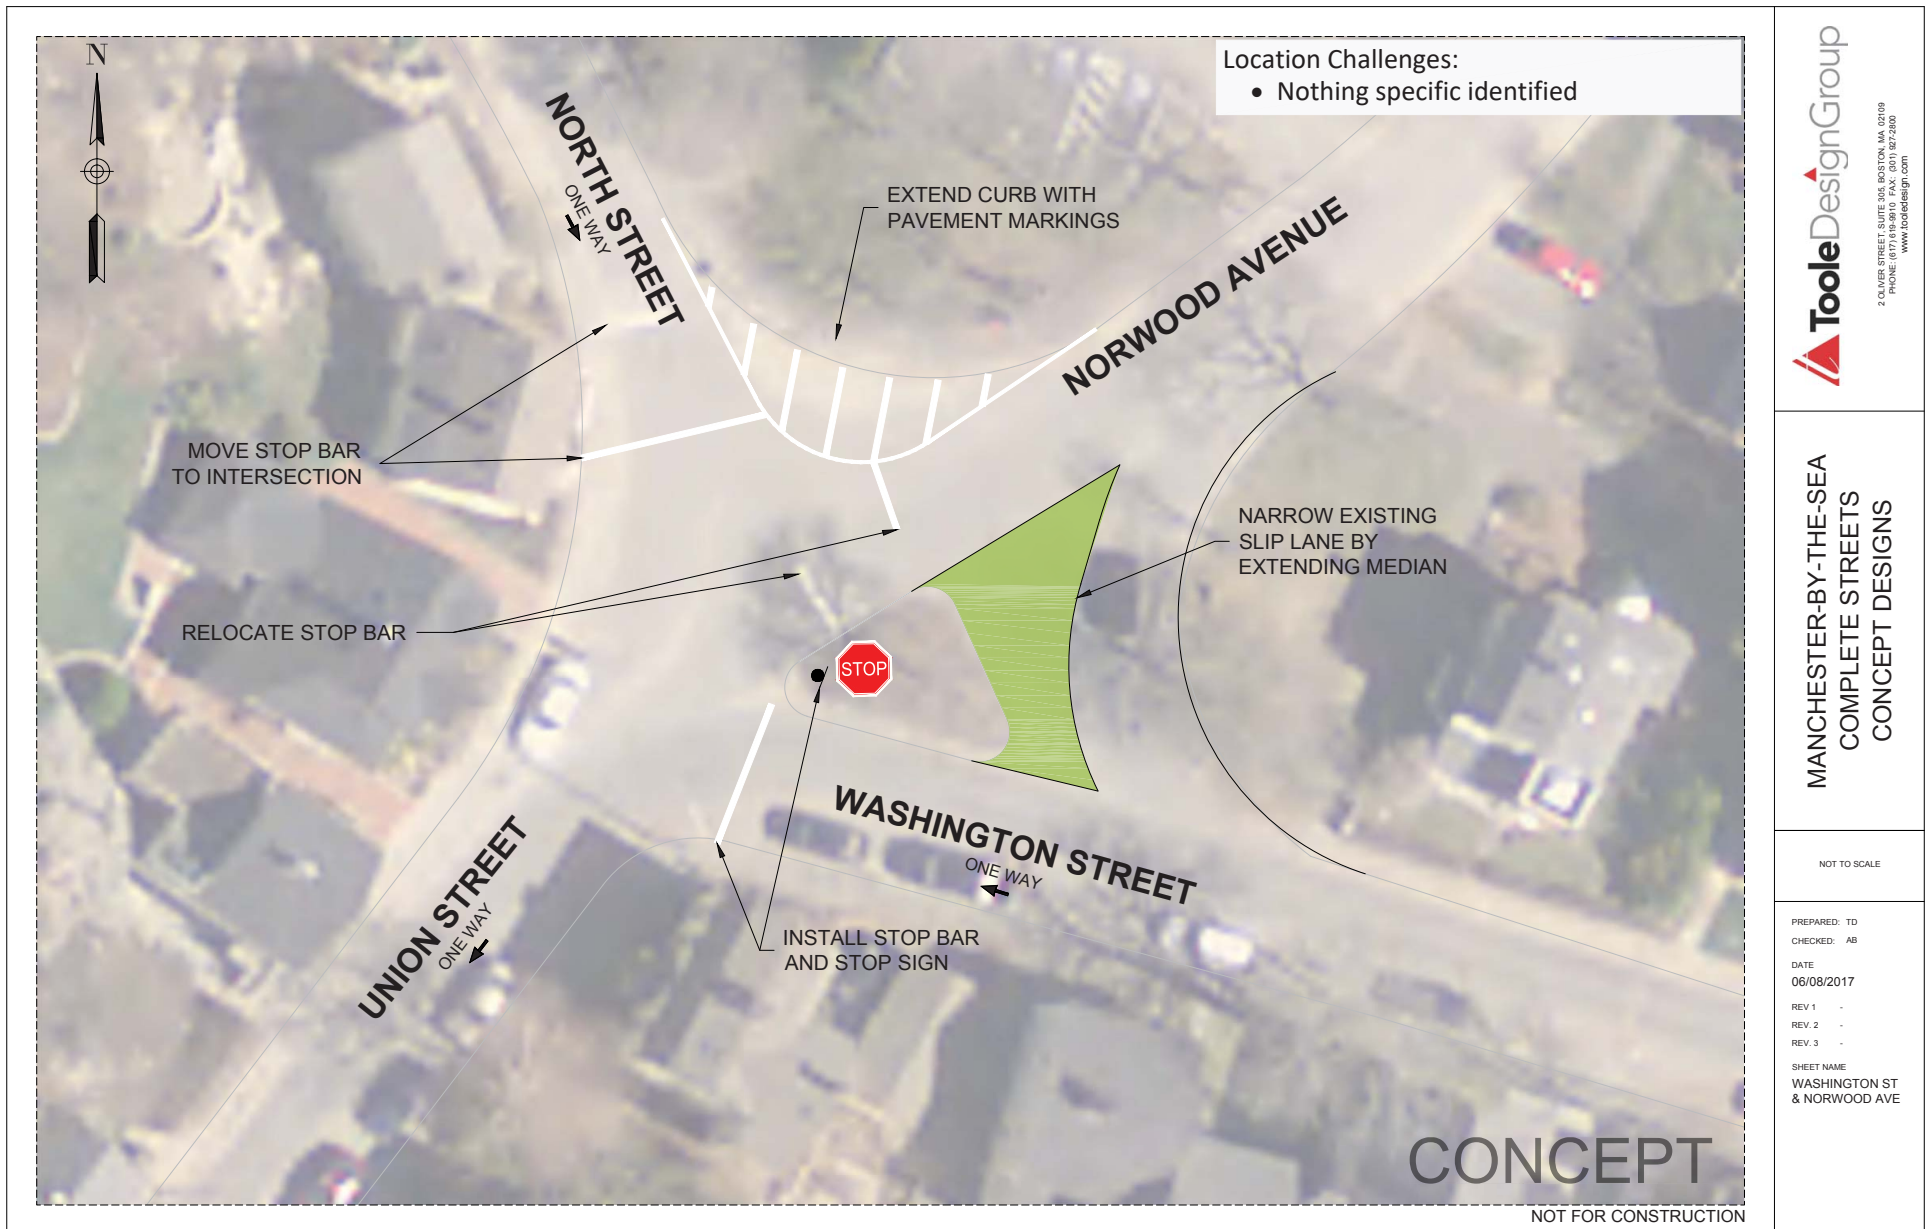 N
Location Challenges:
• Nothing specific identified
NORTH STREET
ONE WAY
EXTEND CURB WITH
PAVEMENT MARKINGS
NORWOOD AVENUE
MOVE STOP BAR
TO INTERSECTION
NARROW EXISTING
SLIP LANE BY
EXTENDING MEDIAN
RELOCATE STOP BAR
STOP
WASHINGTON STREET
ONE WAY
UNION STREET
ONE WAY
INSTALL STOP BAR
AND STOP SIGN
CONCEPT
NOT FOR CONSTRUCTION
TooleDesignGroup
2 OLIVER STREET, SUITE 305, BOSTON, MA 02109
PHONE: (617) 619-9910 FAX: (301) 927-2800
www.tooledesign.com
MANCHESTER-BY-THE-SEA
COMPLETE STREETS
CONCEPT DESIGNS
NOT TO SCALE
PREPARED: TD
CHECKED: AB
DATE
06/08/2017
REV 1 -
REV. 2 -
REV. 3 -
SHEET NAME
WASHINGTON ST
& NORWOOD AVE